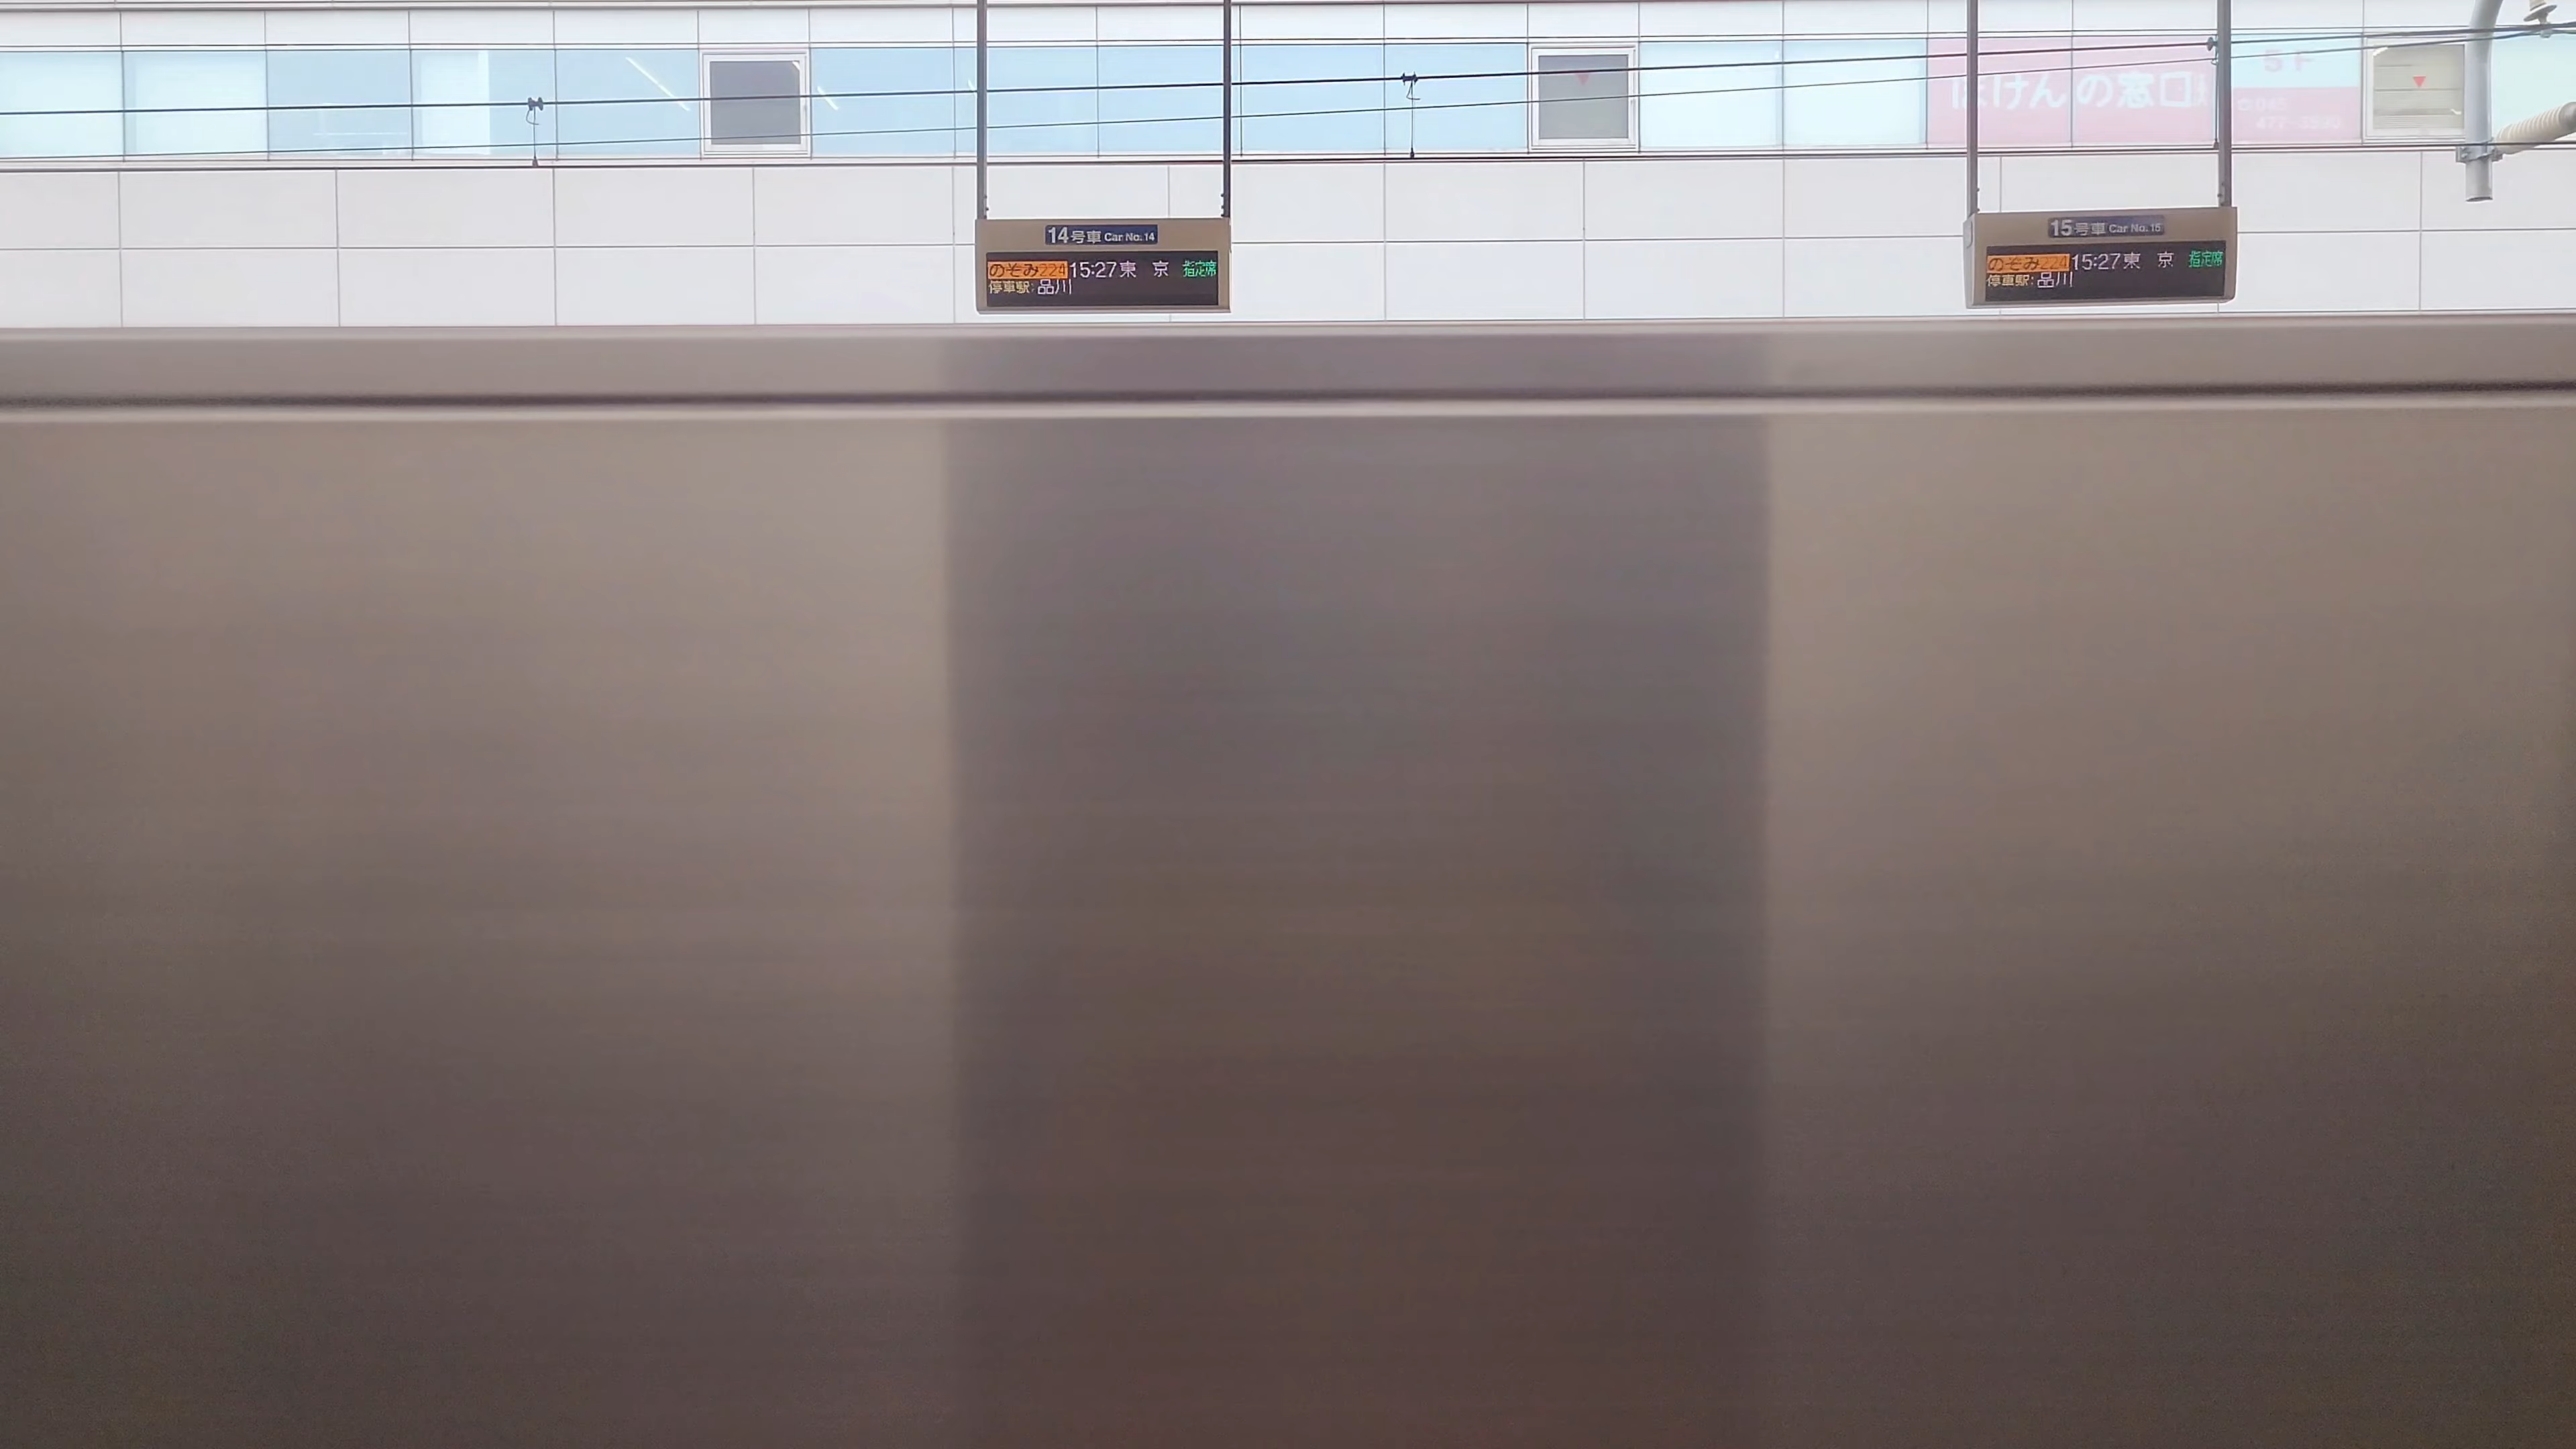 5F
ほけんの窓口
14号車 Car No. 14
のぞみ224 15:27 東 京 指定席
停車駅: 品川
15号車 Car No. 15
のぞみ224 15:27 東 京 指定席
停車駅: 品川